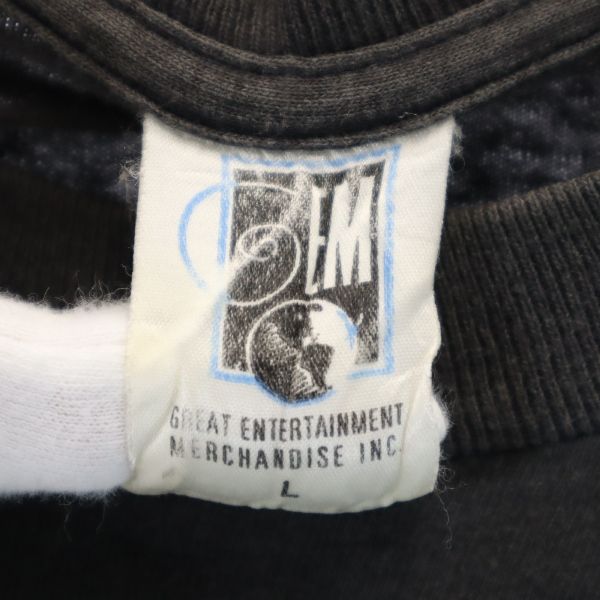 GEM
GREAT ENTERTAINMENT
MERCHANDISE INC.
L